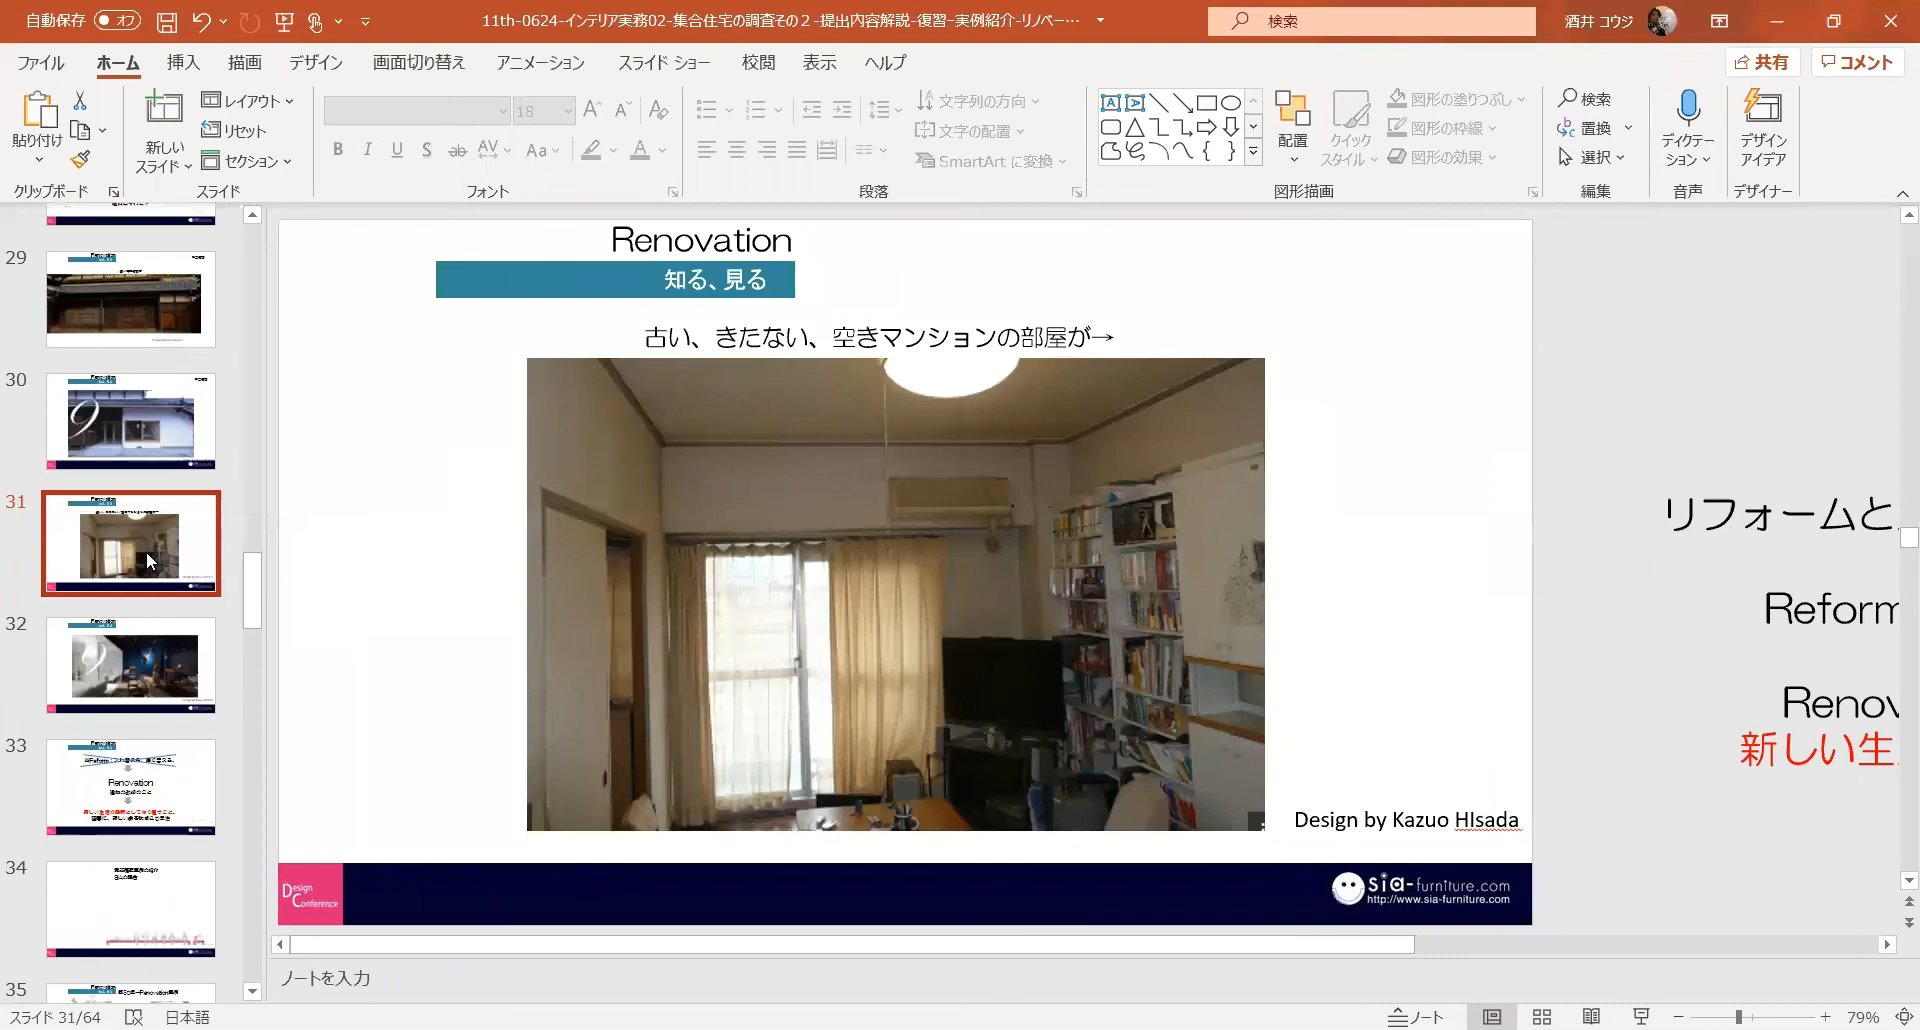 自動保存 オフ
11th-0624-インテリア実務02-集合住宅の調査その２-提出内容解説-復習-実例紹介-リノベー…
検索
酒井 コウジ
ファイル ホーム 挿入 描画 デザイン 画面切り替え アニメーション スライド ショー 校閲 表示 ヘルプ
共有 コメント
貼り付け
クリップボード
新しい
スライド
レイアウト
リセット
セクション
スライド
18
B I U S ab AV Aa A
フォント
文字列の方向
文字の配置
SmartArt に変換
段落
配置
クイック
スタイル
図形の塗りつぶし
図形の枠線
図形の効果
図形描画
検索
置換
選択
編集
ディクテー
ション
音声
デザイン
アイデア
デザイナー
29
30
31
32
33
Renovation
34
35
Renovation
知る、見る
古い、きたない、空きマンションの部屋が→
Design by Kazuo HIsada
Design
Conference
sia-furniture.com
http://www.sia-furniture.com
リフォームと
Reform
Renov
新しい生
ノートを入力
スライド 31/64
日本語
ノート
79%